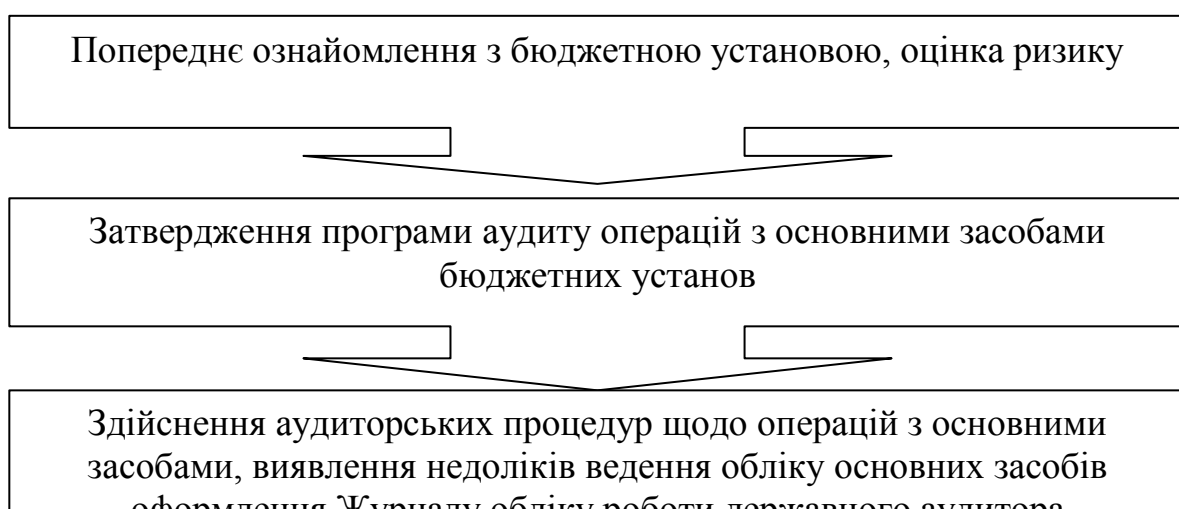 Попереднє ознайомлення з бюджетною установою, оцінка ризику
Затвердження програми аудиту операцій з основними засобами
бюджетних установ
Здійснення аудиторських процедур щодо операцій з основними
засобами, виявлення недоліків ведення обліку основних засобів
оформлення Журналу обліку роботи державного аудитора